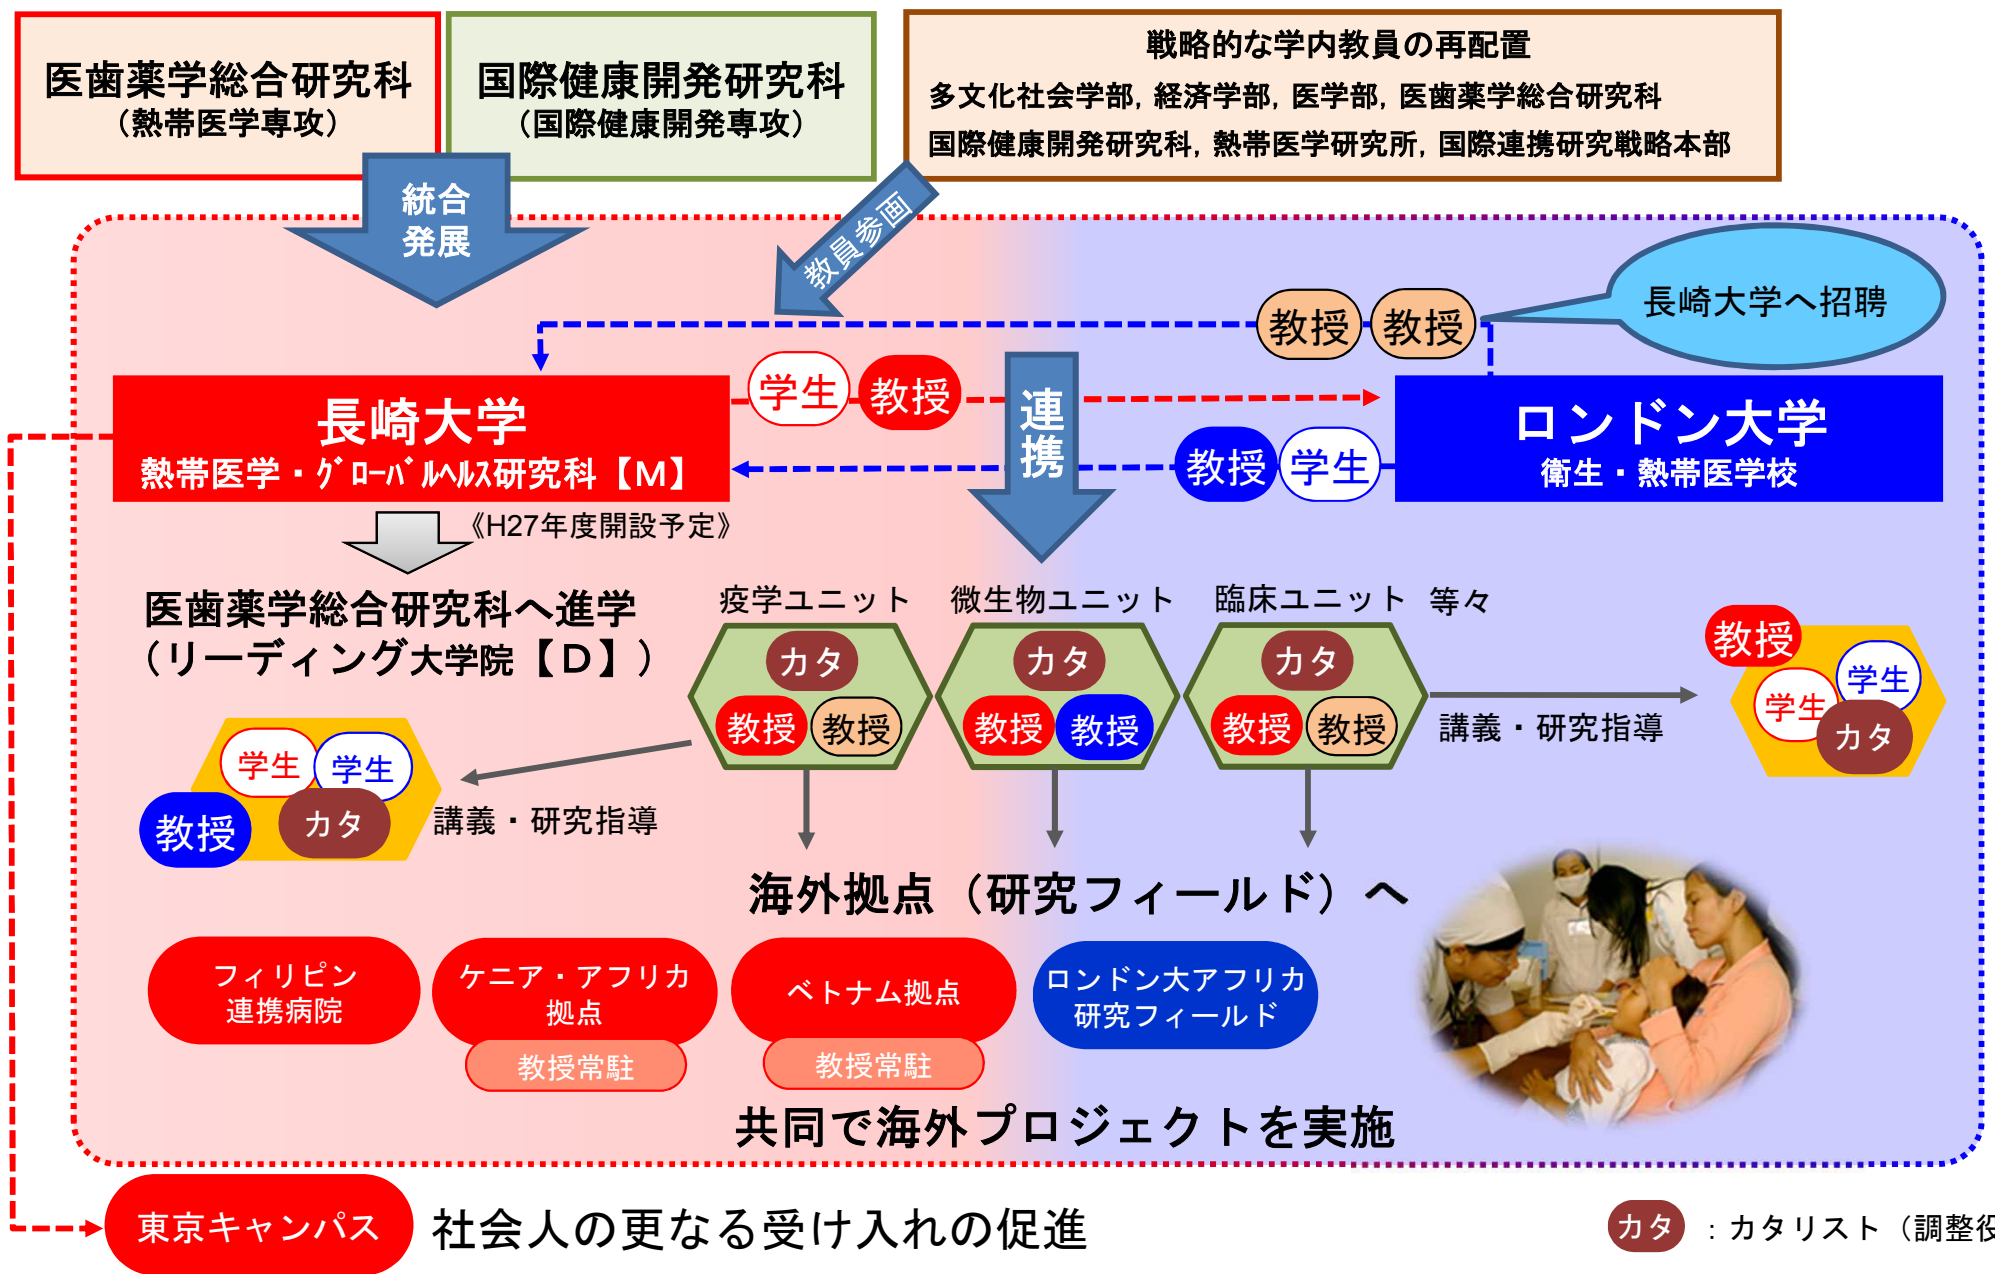 医歯薬学総合研究科
（熱帯医学専攻）
国際健康開発研究科
（国際健康開発専攻）
戦略的な学内教員の再配置
多文化社会学部，経済学部，医学部，医歯薬学総合研究科
国際健康開発研究科，熱帯医学研究所，国際連携研究戦略本部
統合
発展
教員参画
長崎大学へ招聘
教授
教授
学生
教授
連携
長崎大学
熱帯医学・ｸﾞﾛｰﾊﾞﾙﾍﾙｽ研究科【Ｍ】
ロンドン大学
衛生・熱帯医学校
教授
学生
《H27年度開設予定》
医歯薬学総合研究科へ進学
（リーディング大学院【Ｄ】）
疫学ユニット
微生物ユニット
臨床ユニット
等々
カタ
教授
教授
カタ
教授
教授
カタ
教授
教授
講義・研究指導
教授
学生
学生
カタ
学生
学生
教授
カタ
講義・研究指導
海外拠点（研究フィールド）へ
フィリピン
連携病院
ケニア・アフリカ
拠点
教授常駐
ベトナム拠点
教授常駐
ロンドン大アフリカ
研究フィールド
共同で海外プロジェクトを実施
東京キャンパス
社会人の更なる受け入れの促進
カタ
：カタリスト（調整役